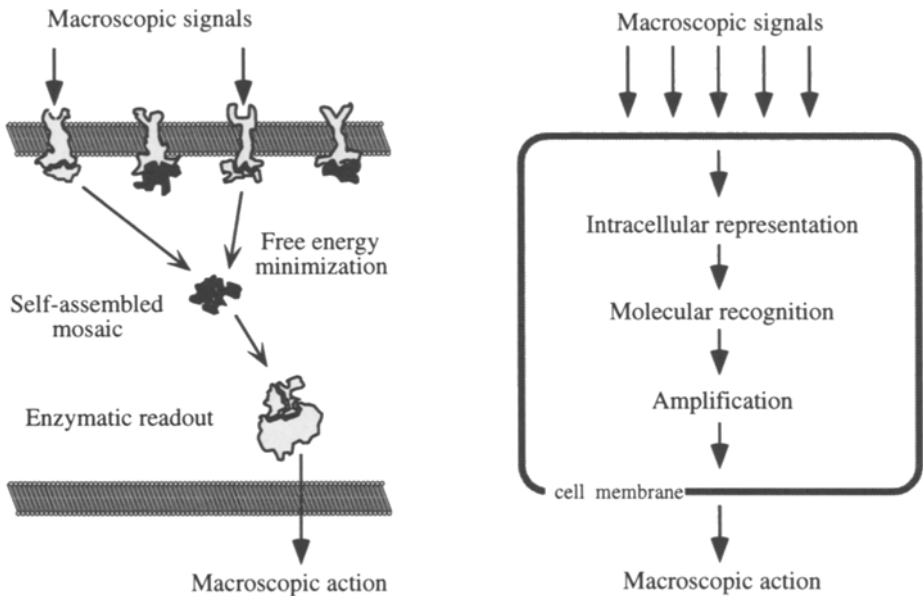 Macroscopic signals
Free energy
minimization
Self-assembled
mosaic
Enzymatic readout
Macroscopic action
Macroscopic signals
Intracellular representation
Molecular recognition
Amplification
cell membrane
Macroscopic action